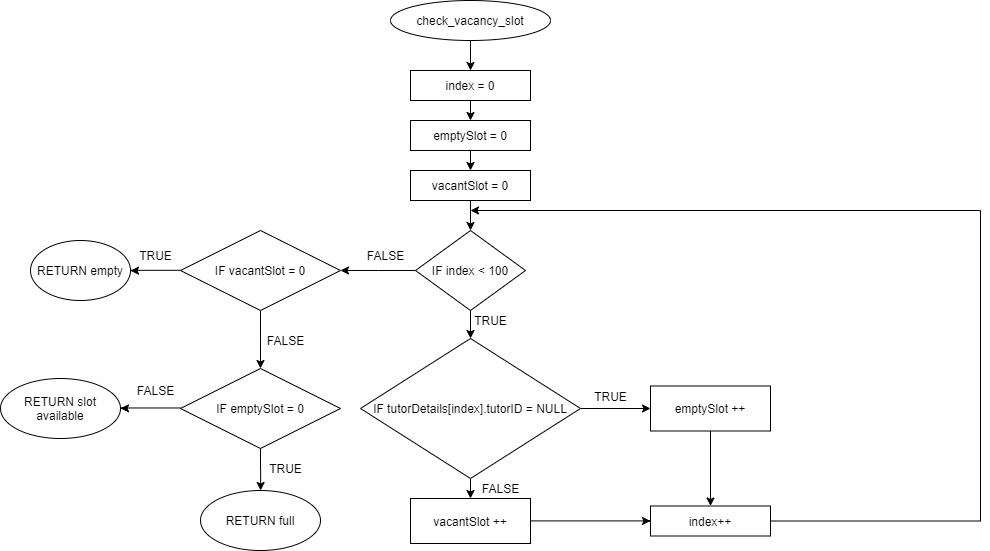 check_vacancy_slot
index = 0
emptySlot = 0
vacantSlot = 0
TRUE
FALSE
RETURN empty
IF vacantSlot = 0
IF index < 100
TRUE
FALSE
FALSE
TRUE
RETURN slot
available
IF emptySlot = 0
IF tutorDetails[index].tutorID = NULL
emptySlot ++
TRUE
FALSE
RETURN full
vacantSlot ++
index++